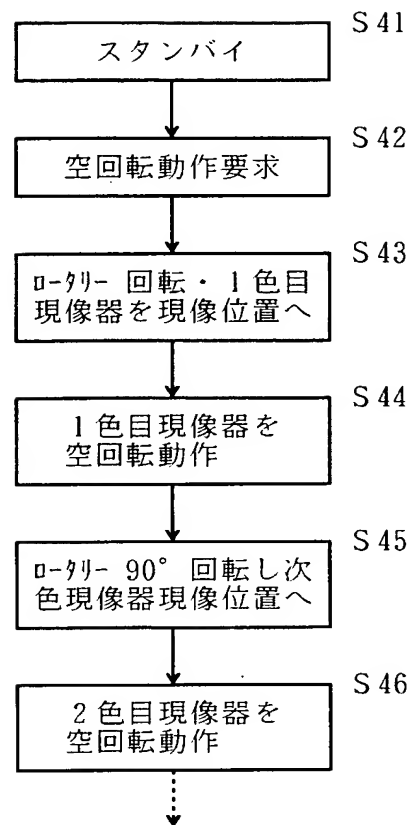 S41
スタンバイ
S42
空回転動作要求
S43
ﾛｰﾀﾘｰ 回転・1色目
現像器を現像位置へ
S44
1色目現像器を
空回転動作
S45
ﾛｰﾀﾘｰ 90° 回転し次
色現像器現像位置へ
S46
2色目現像器を
空回転動作